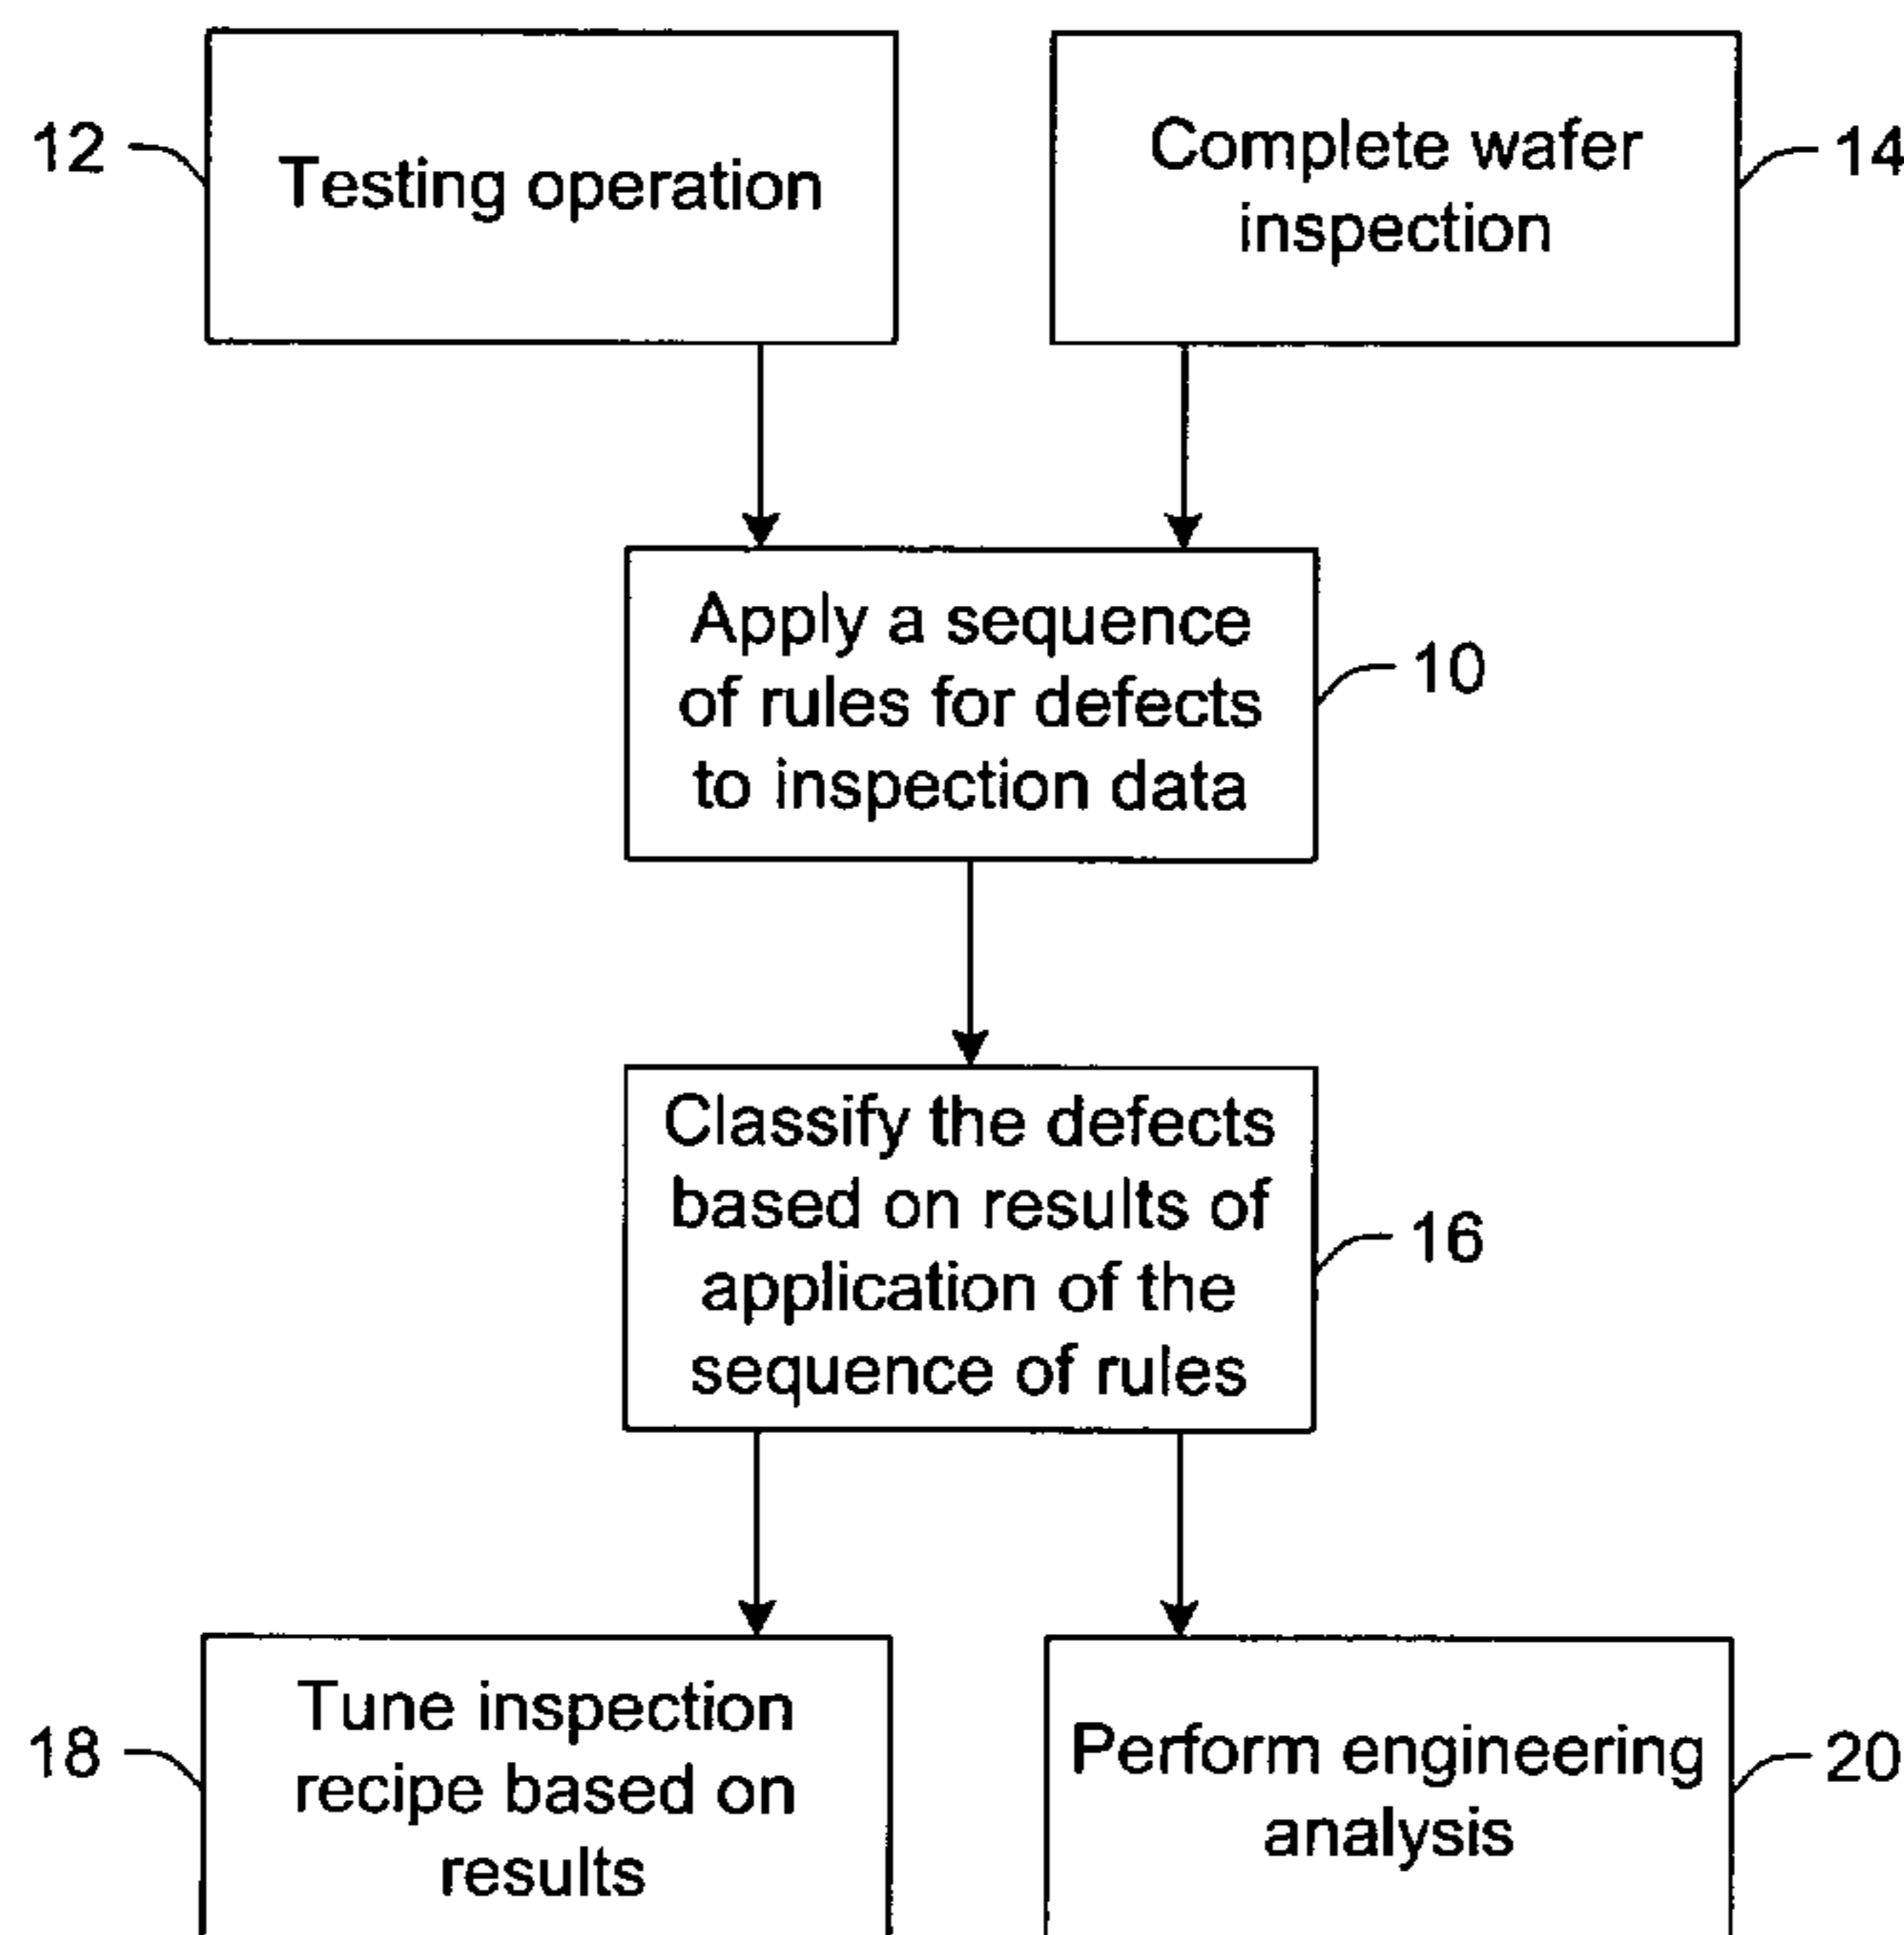 12
Testing operation
Complete wafer
inspection
14
Apply a sequence
of rules for defects
to inspection data
10
Classify the defects
based on results of
application of the
sequence of rules
16
18
Tune inspection
recipe based on
results
Perform engineering
analysis
20